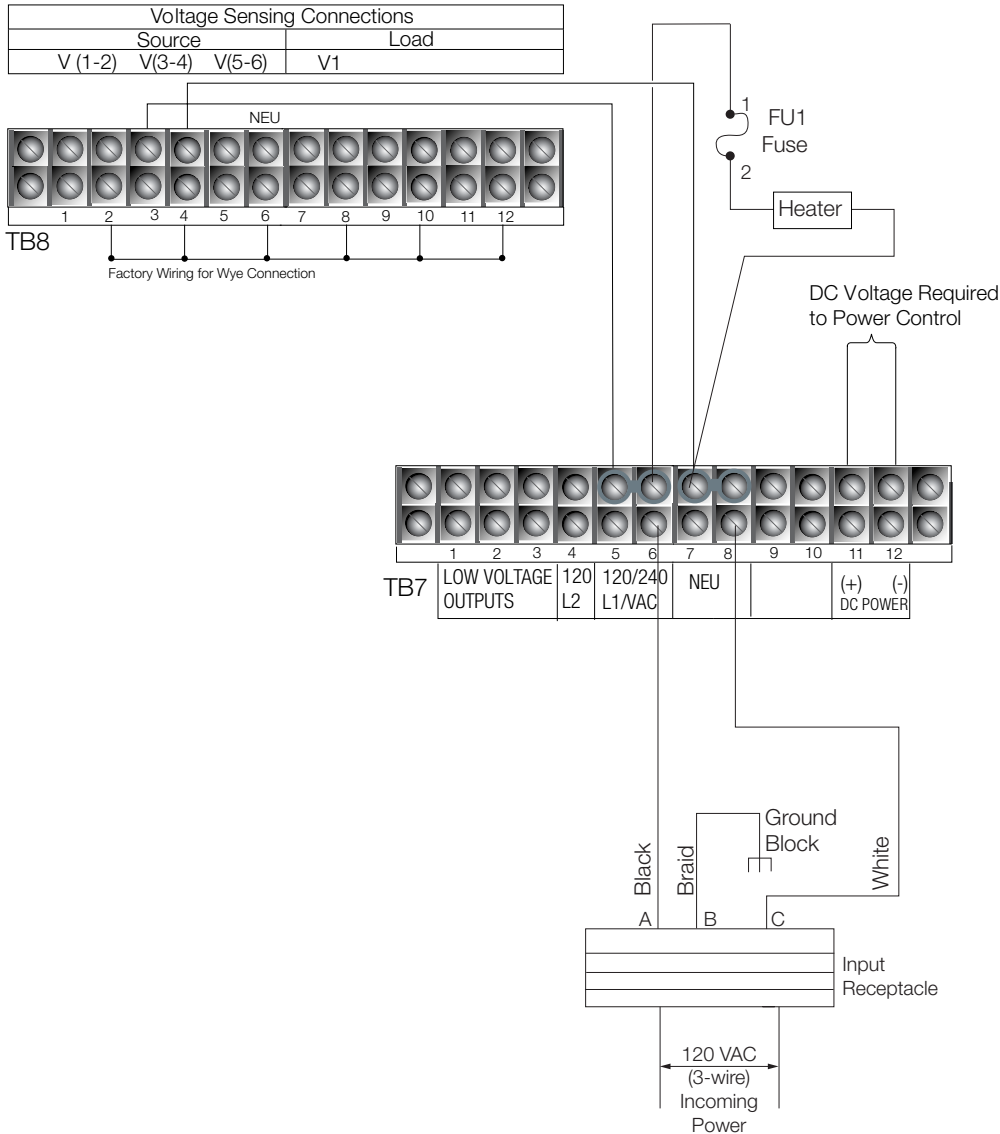 Voltage Sensing Connections
Source Load
V (1-2) V(3-4) V(5-6) V1
NEU
1 2 3 4 5 6 7 8 9 10 11 12
TB8
Factory Wiring for Wye Connection
1
FU1
Fuse
2
Heater
DC Voltage Required
to Power Control
1 2 3 4 5 6 7 8 9 10 11 12
TB7
LOW VOLTAGE
OUTPUTS
120
L2
120/240
L1/VAC
NEU
(+) (-)
DC POWER
Black
Braid
Ground
Block
White
A B C
Input
Receptacle
120 VAC
(3-wire)
Incoming
Power